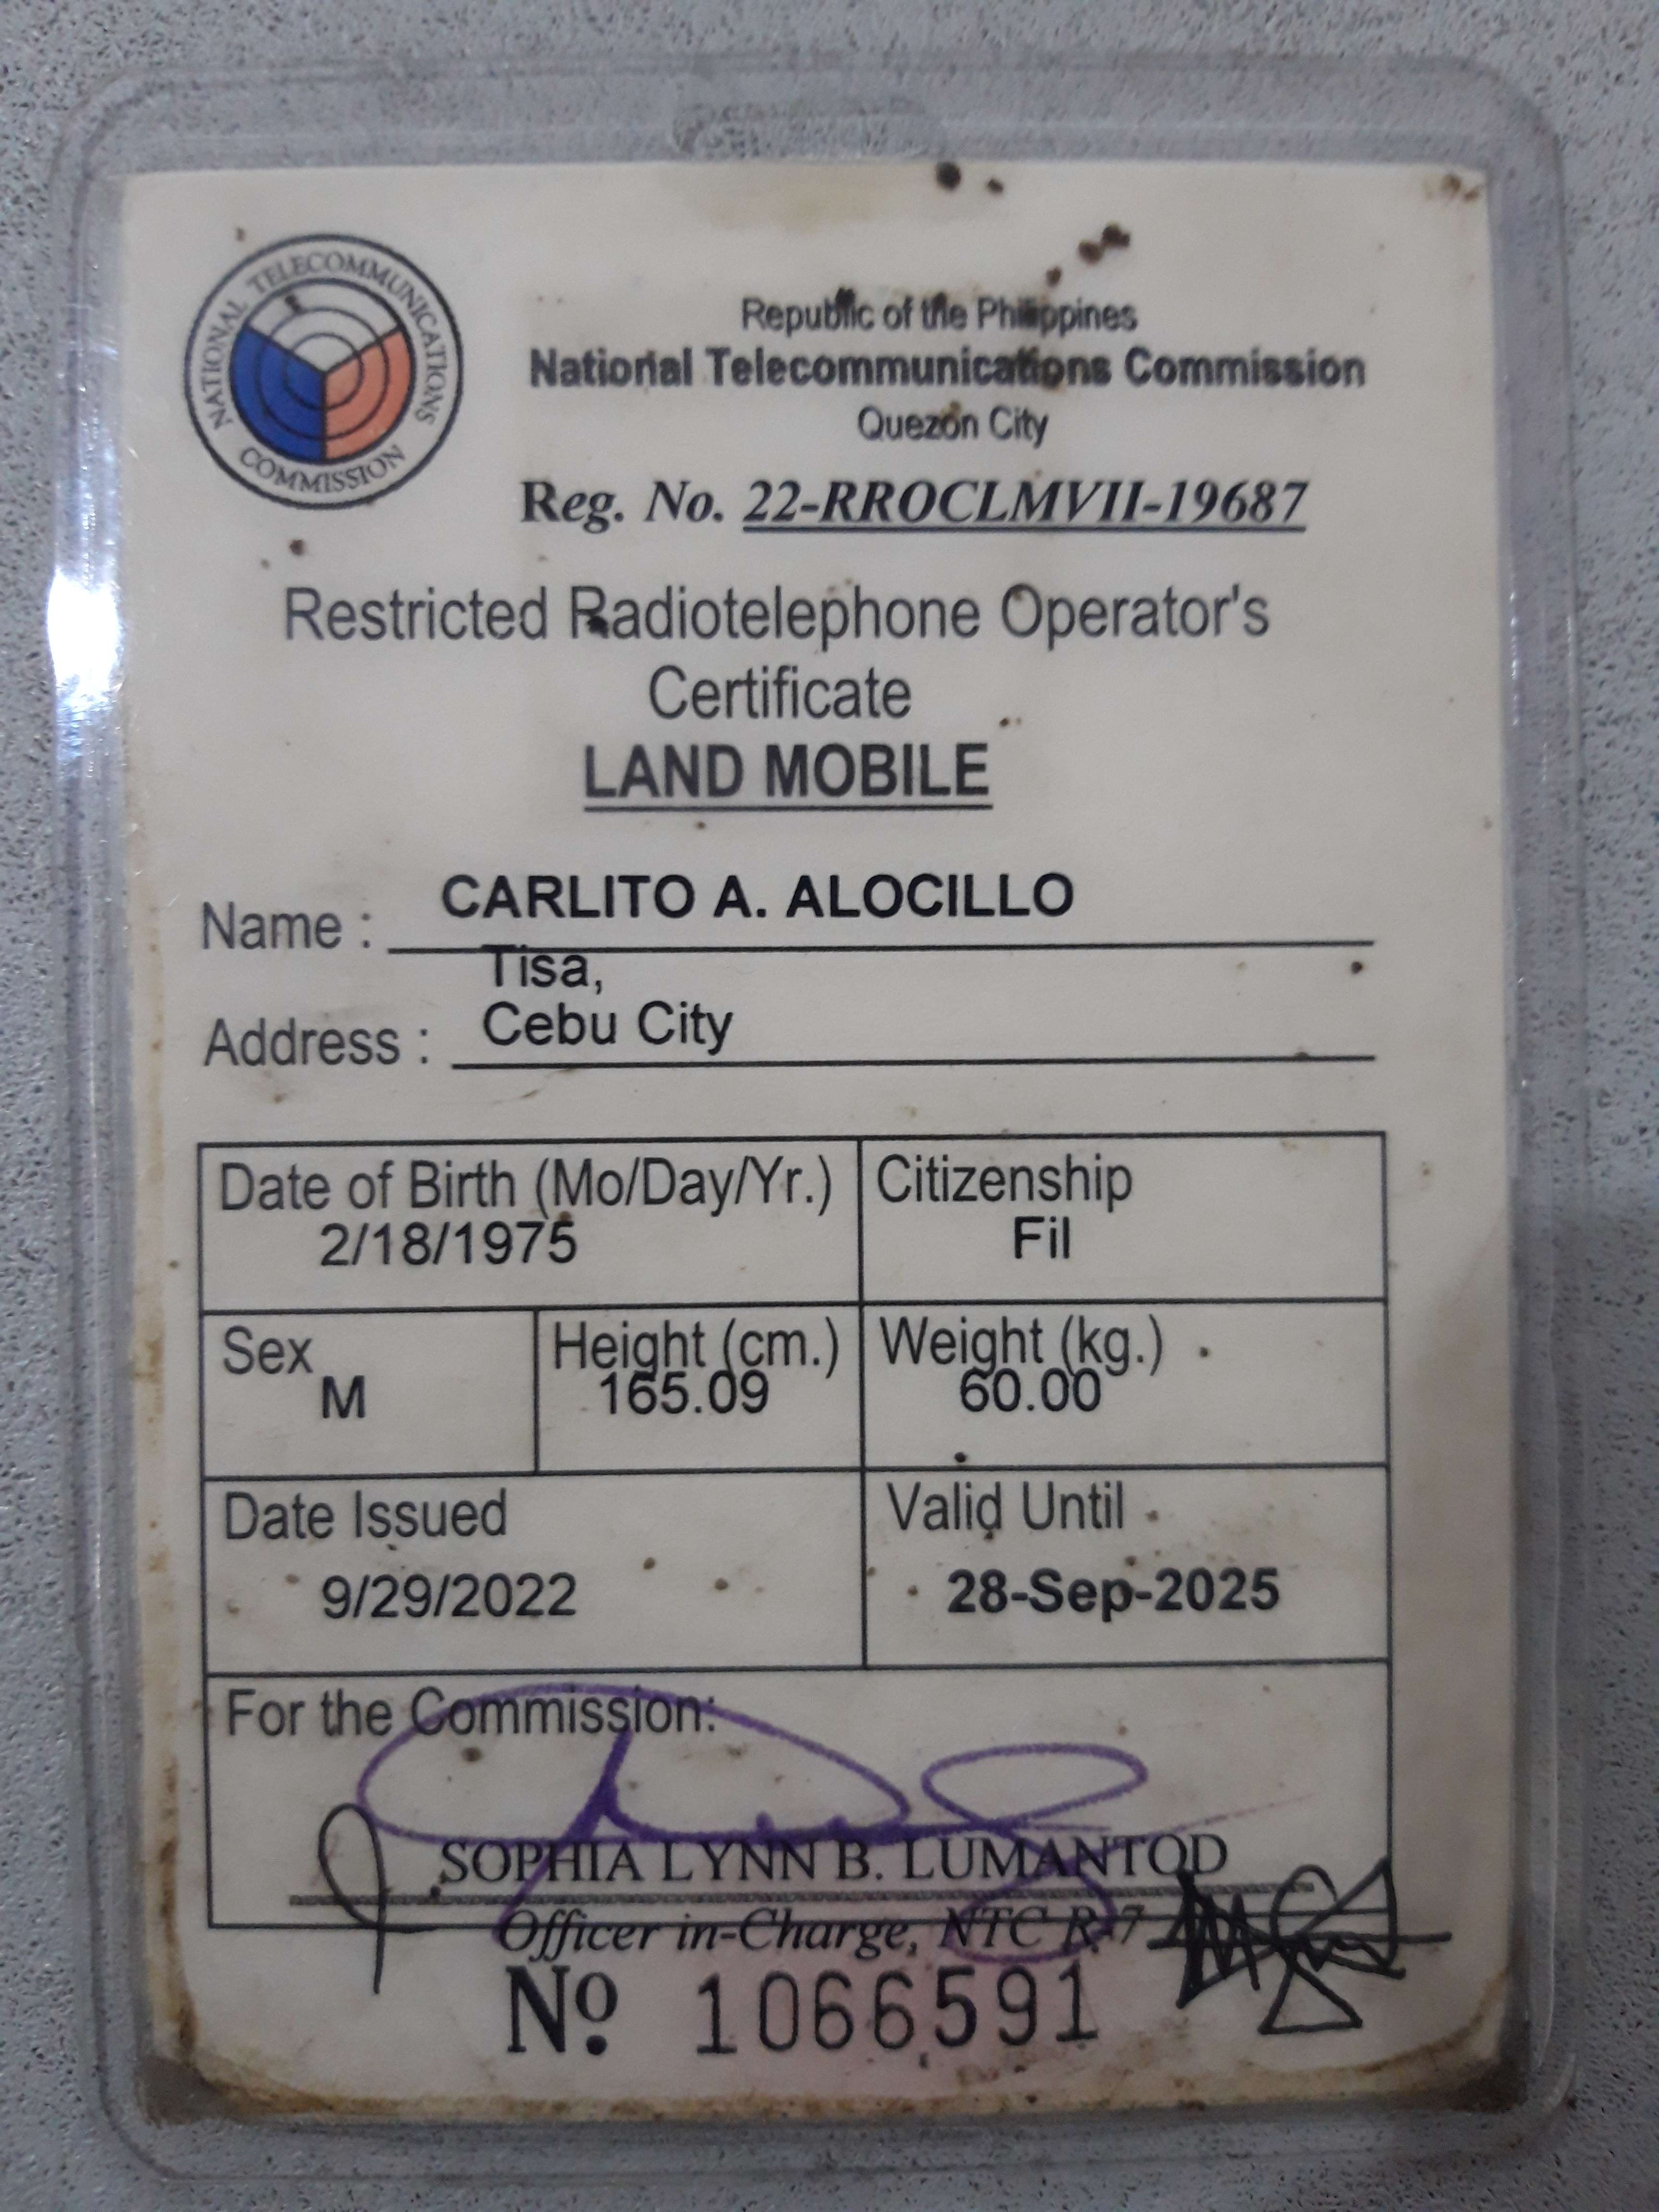 NATIONAL TELECOMMUNICATIONS COMMISSION
Republic of the Philippines
National Telecommunications Commission
Quezon City
Reg. No. 22-RROCLMVII-19687
Restricted Radiotelephone Operator's
Certificate
LAND MOBILE
Name : CARLITO A. ALOCILLO
Tisa,
Address : Cebu City
Date of Birth (Mo/Day/Yr.) Citizenship
2/18/1975 Fil
Sex Height (cm.) Weight (kg.)
M 165.09 60.00
Date Issued Valid Until
9/29/2022 28-Sep-2025
For the Commission:
SOPHIA LYNN B. LUMANTOD
Officer in-Charge, NTC R-7
No. 1066591